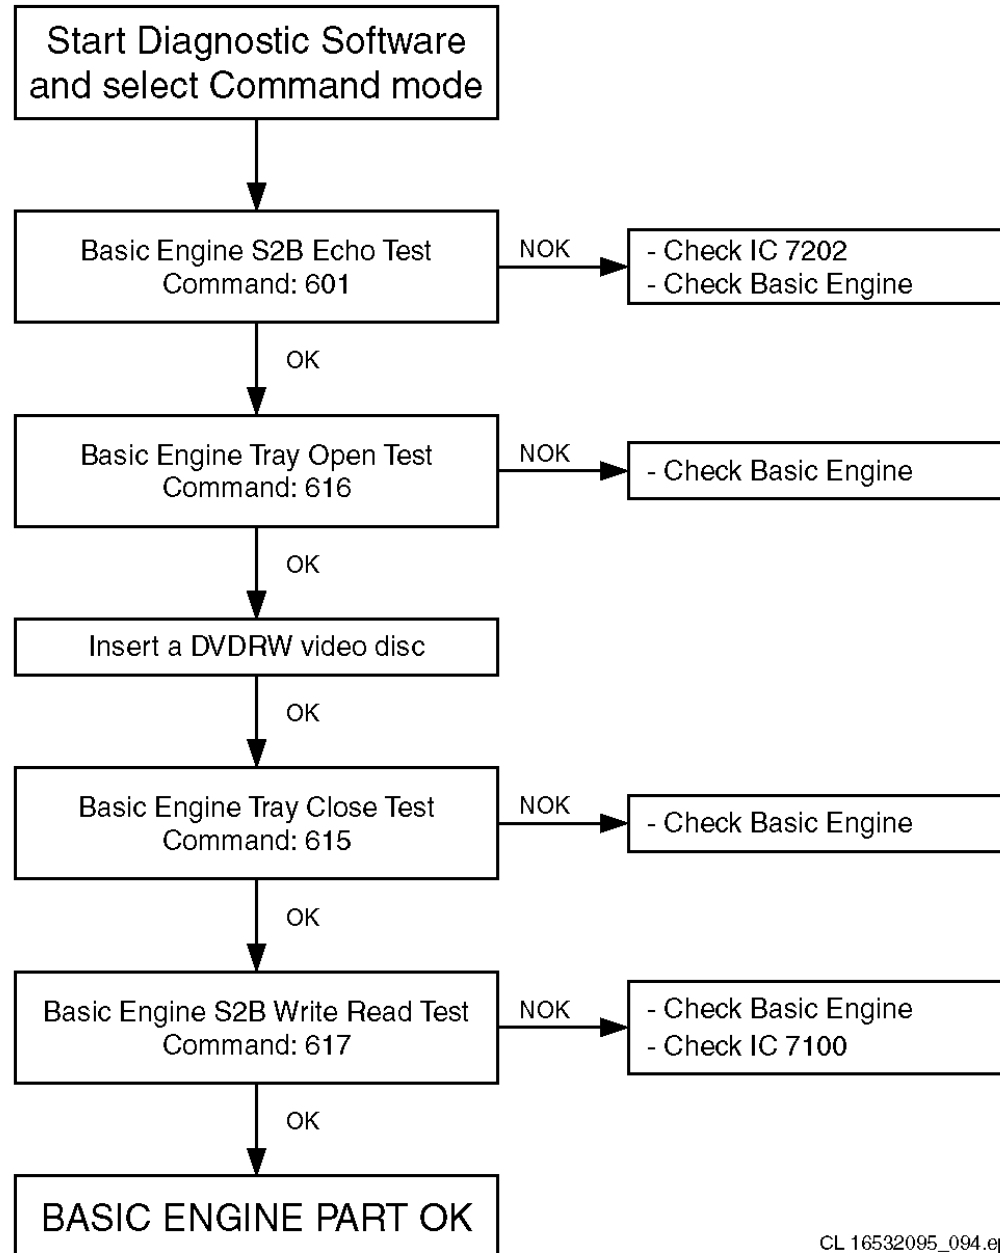 Start Diagnostic Software
and select Command mode
Basic Engine S2B Echo Test
Command: 601
NOK
- Check IC 7202
- Check Basic Engine
OK
Basic Engine Tray Open Test
Command: 616
NOK
- Check Basic Engine
OK
Insert a DVDRW video disc
OK
Basic Engine Tray Close Test
Command: 615
NOK
- Check Basic Engine
OK
Basic Engine S2B Write Read Test
Command: 617
NOK
- Check Basic Engine
- Check IC 7100
OK
BASIC ENGINE PART OK
CL 16532095_094.ep